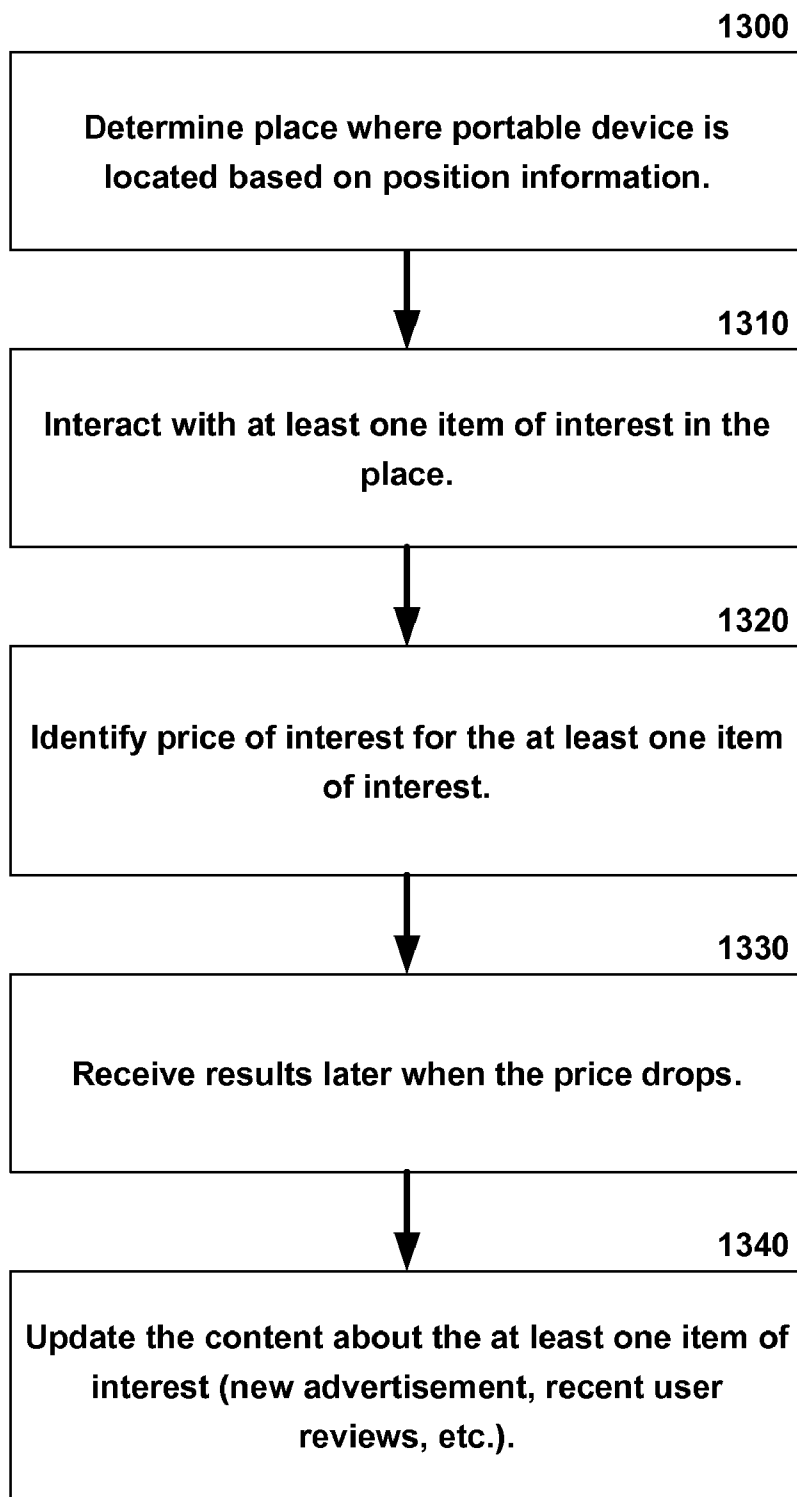 1300
Determine place where portable device is
located based on position information.
1310
Interact with at least one item of interest in the
place.
1320
Identify price of interest for the at least one item
of interest.
1330
Receive results later when the price drops.
1340
Update the content about the at least one item of
interest (new advertisement, recent user
reviews, etc.).